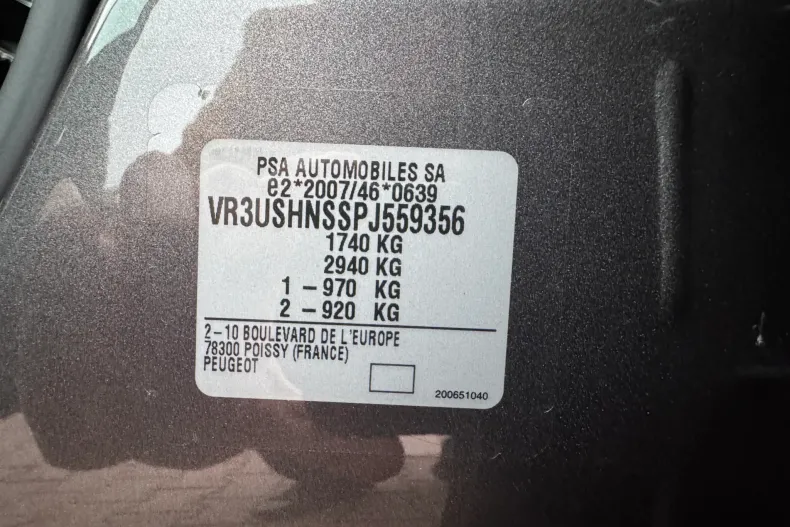 PSA AUTOMOBILES SA
e2*2007/46*0639
VR3USHNSSPJ559356
1740 KG
2940 KG
1 – 970 KG
2 – 920 KG
2 – 10 BOULEVARD DE L'EUROPE
78300 POISSY (FRANCE)
PEUGEOT
200651040